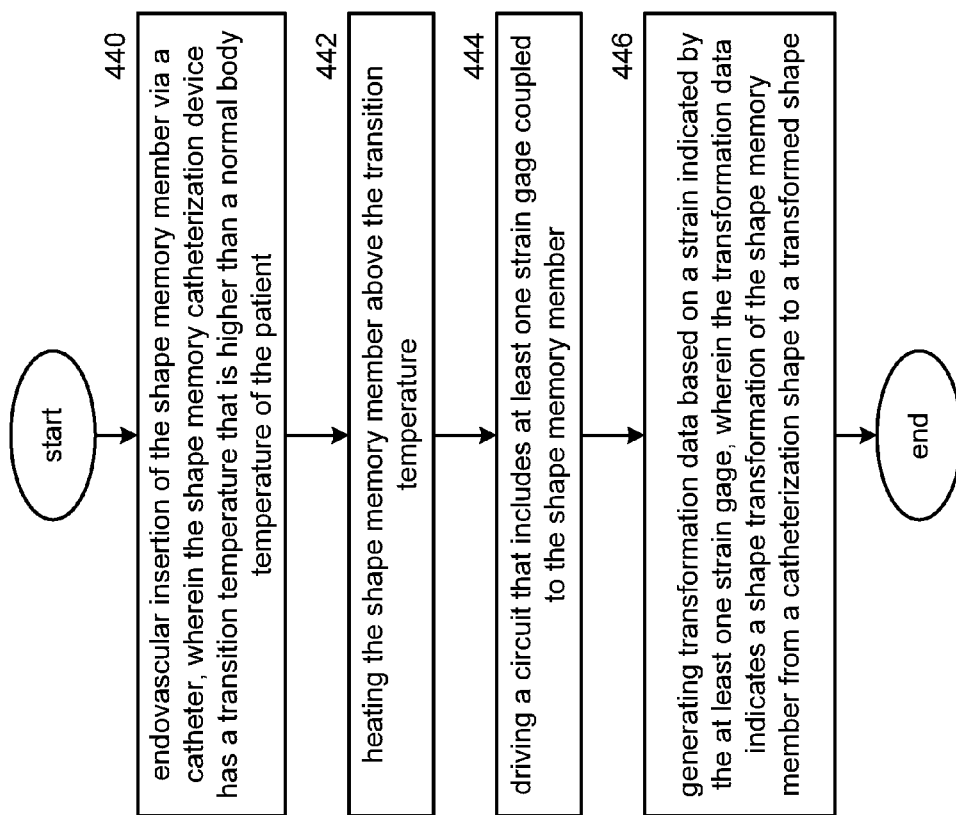 start
440
endovascular insertion of the shape memory member via a
catheter, wherein the shape memory catheterization device
has a transition temperature that is higher than a normal body
temperature of the patient
442
heating the shape memory member above the transition
temperature
444
driving a circuit that includes at least one strain gage coupled
to the shape memory member
446
generating transformation data based on a strain indicated by
the at least one strain gage, wherein the transformation data
indicates a shape transformation of the shape memory
member from a catheterization shape to a transformed shape
end